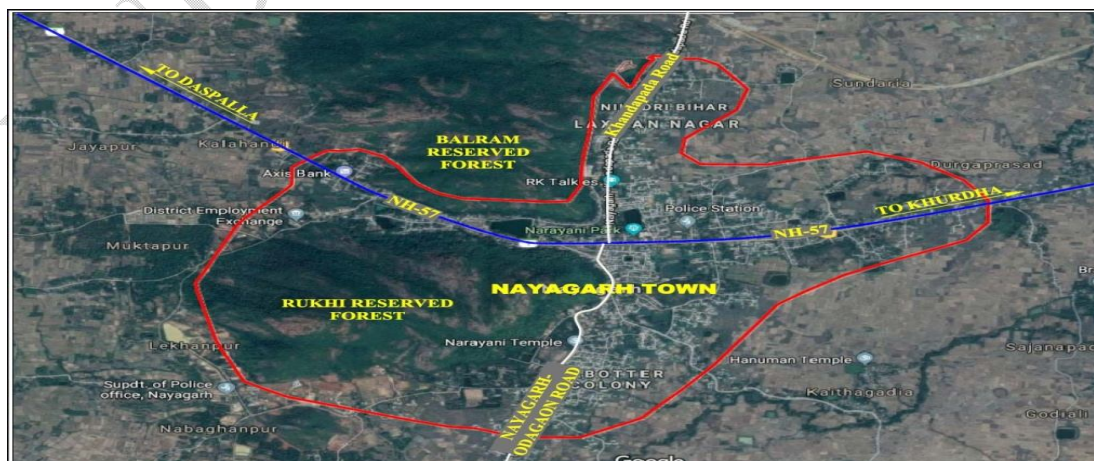 Khandapada Road
Sundaria
TO DASPALLA
LAXMAN NAGAR
BALRAM
RESERVED
FOREST
Jayapur
Durgaprasad
Axis Bank
RK Talkies
TO KHURDHA
NH-57
District Employment
Exchange
Police Station
Narayani Park
NH-57
Muktapur
NAYAGARH TOWN
RUKHI RESERVED
FOREST
Lekhanpur
Narayani Temple
Hanuman Temple
Sajanapad
Supdt. of Police
office, Nayagarh
BOTTER
COLONY
Kaithagadia
NAYAGARH-
ODAGAON ROAD
Godiali
Nabaghanpur
Google